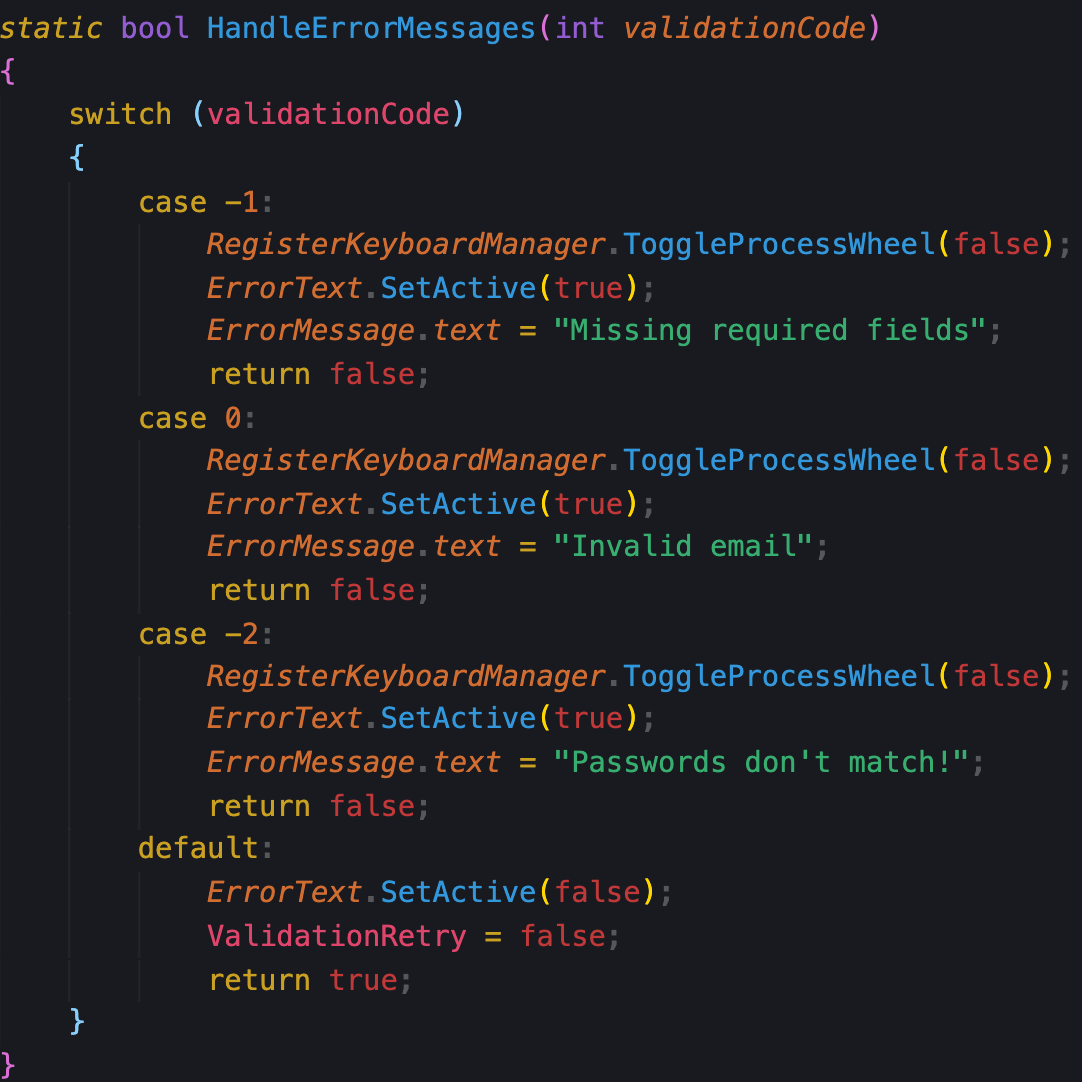 static bool HandleErrorMessages(int validationCode)
{
    switch (validationCode)
    {
        case -1:
            RegisterKeyboardManager.ToggleProcessWheel(false);
            ErrorText.SetActive(true);
            ErrorMessage.text = "Missing required fields";
            return false;
        case 0:
            RegisterKeyboardManager.ToggleProcessWheel(false);
            ErrorText.SetActive(true);
            ErrorMessage.text = "Invalid email";
            return false;
        case -2:
            RegisterKeyboardManager.ToggleProcessWheel(false);
            ErrorText.SetActive(true);
            ErrorMessage.text = "Passwords don't match!";
            return false;
        default:
            ErrorText.SetActive(false);
            ValidationRetry = false;
            return true;
    }
}